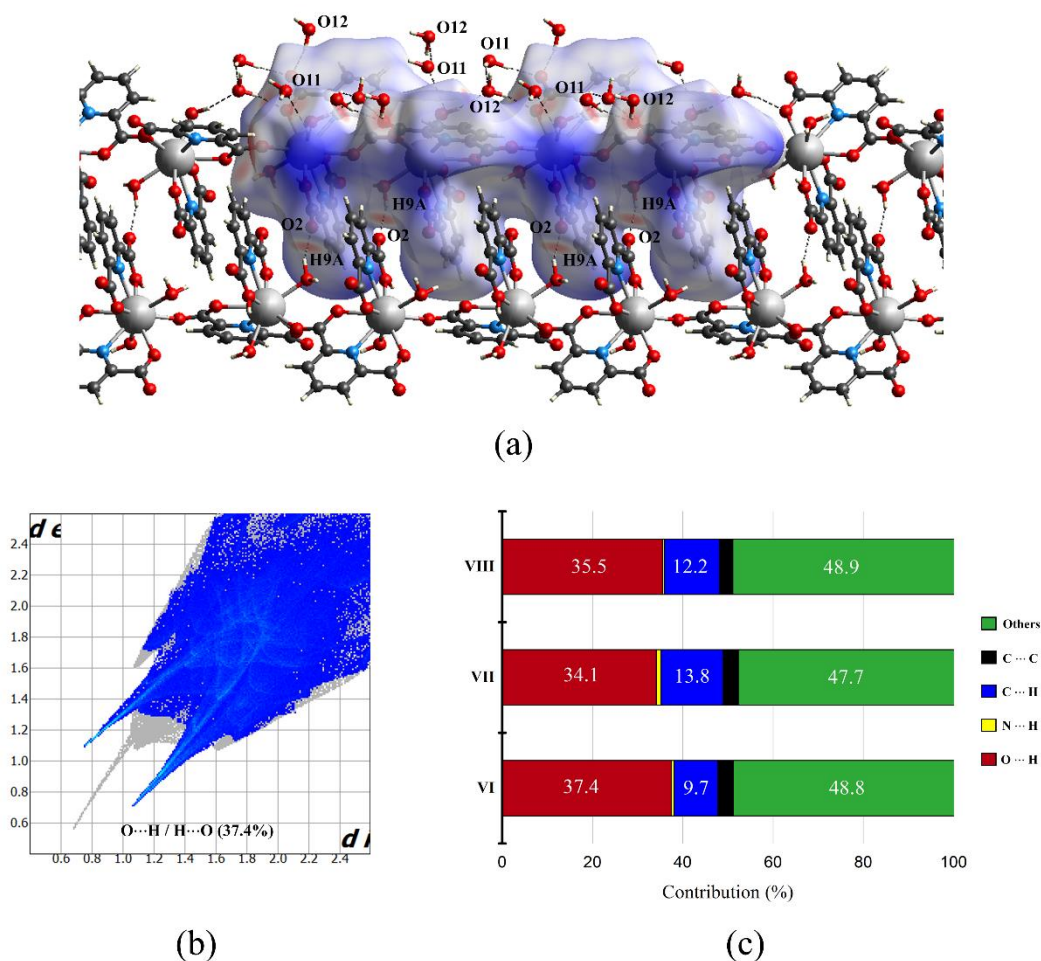 O12 O12 O12
O11 O11
O11 O12 O11 O12
H9A H9A
O2 O2 O2 O2
H9A H9A
(a)
d e
2.4
2.2
2.0
1.8
1.6
1.4
1.2
1.0
0.8
0.6
O···H / H···O (37.4%)
d i
0.6 0.8 1.0 1.2 1.4 1.6 1.8 2.0 2.2 2.4
(b)
VIII 35.5 12.2 48.9
VII 34.1 13.8 47.7
VI 37.4 9.7 48.8
0 20 40 60 80 100
Contribution (%)
Others
C ··· C
C ··· H
N ··· H
O ··· H
(c)